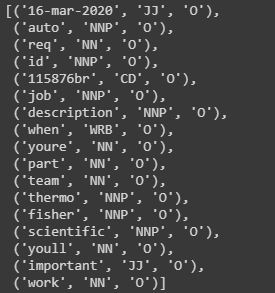 [('16-mar-2020', 'JJ', 'O'),
('auto', 'NNP', 'O'),
('req', 'NN', 'O'),
('id', 'NNP', 'O'),
('115876br', 'CD', 'O'),
('job', 'NNP', 'O'),
('description', 'NNP', 'O'),
('when', 'WRB', 'O'),
('youre', 'NN', 'O'),
('part', 'NN', 'O'),
('team', 'NN', 'O'),
('thermo', 'NNP', 'O'),
('fisher', 'NNP', 'O'),
('scientific', 'NNP', 'O'),
('youll', 'NN', 'O'),
('important', 'JJ', 'O'),
('work', 'NN', 'O')]